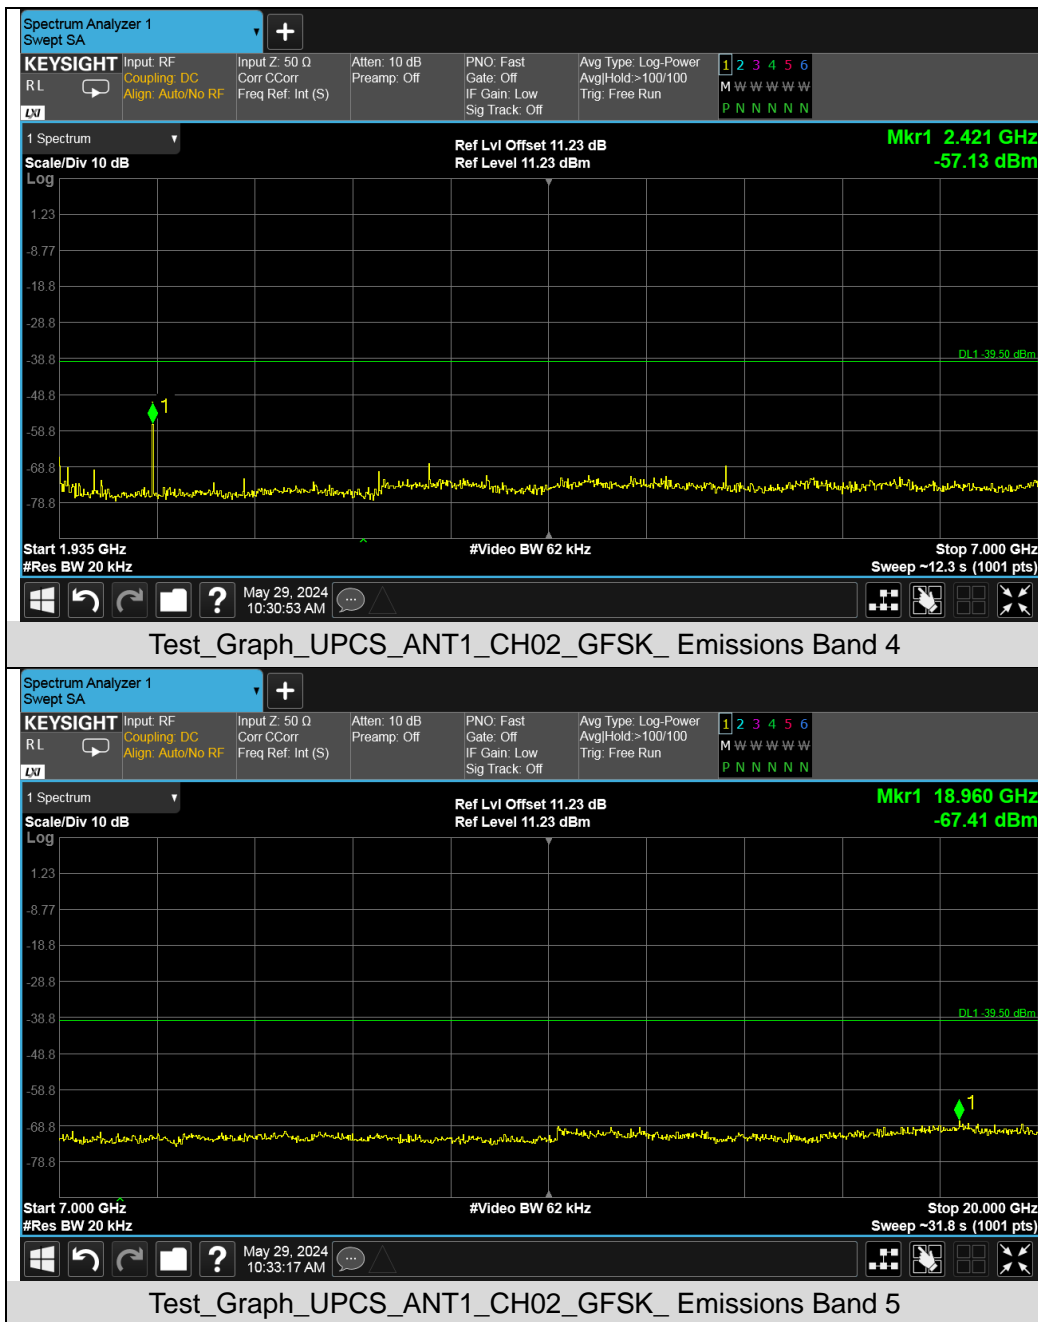 Spectrum Analyzer 1
Swept SA
KEYSIGHT
RL
LXI
Input: RF
Coupling: DC
Align: Auto/No RF
Input Z: 50 Ω
Corr CCorr
Freq Ref: Int (S)
Atten: 10 dB
Preamp: Off
PNO: Fast
Gate: Off
IF Gain: Low
Sig Track: Off
Avg Type: Log-Power
Avg|Hold:>100/100
Trig: Free Run
1 2 3 4 5 6
M W W W W W
P N N N N N
1 Spectrum
Scale/Div 10 dB
Ref Lvl Offset 11.23 dB
Ref Level 11.23 dBm
Mkr1 2.421 GHz
-57.13 dBm
Log
1.23
-8.77
-18.8
-28.8
-38.8
DL1 -39.50 dBm
-48.8
1
-58.8
-68.8
-78.8
Start 1.935 GHz
#Video BW 62 kHz
Stop 7.000 GHz
#Res BW 20 kHz
Sweep ~12.3 s (1001 pts)
?
May 29, 2024
10:30:53 AM
Test_Graph_UPCS_ANT1_CH02_GFSK_ Emissions Band 4
Spectrum Analyzer 1
Swept SA
KEYSIGHT
RL
LXI
Input: RF
Coupling: DC
Align: Auto/No RF
Input Z: 50 Ω
Corr CCorr
Freq Ref: Int (S)
Atten: 10 dB
Preamp: Off
PNO: Fast
Gate: Off
IF Gain: Low
Sig Track: Off
Avg Type: Log-Power
Avg|Hold:>100/100
Trig: Free Run
1 2 3 4 5 6
M W W W W W
P N N N N N
1 Spectrum
Scale/Div 10 dB
Ref Lvl Offset 11.23 dB
Ref Level 11.23 dBm
Mkr1 18.960 GHz
-67.41 dBm
Log
1.23
-8.77
-18.8
-28.8
-38.8
DL1 -39.50 dBm
-48.8
-58.8
1
-68.8
-78.8
Start 7.000 GHz
#Video BW 62 kHz
Stop 20.000 GHz
#Res BW 20 kHz
Sweep ~31.8 s (1001 pts)
?
May 29, 2024
10:33:17 AM
Test_Graph_UPCS_ANT1_CH02_GFSK_ Emissions Band 5